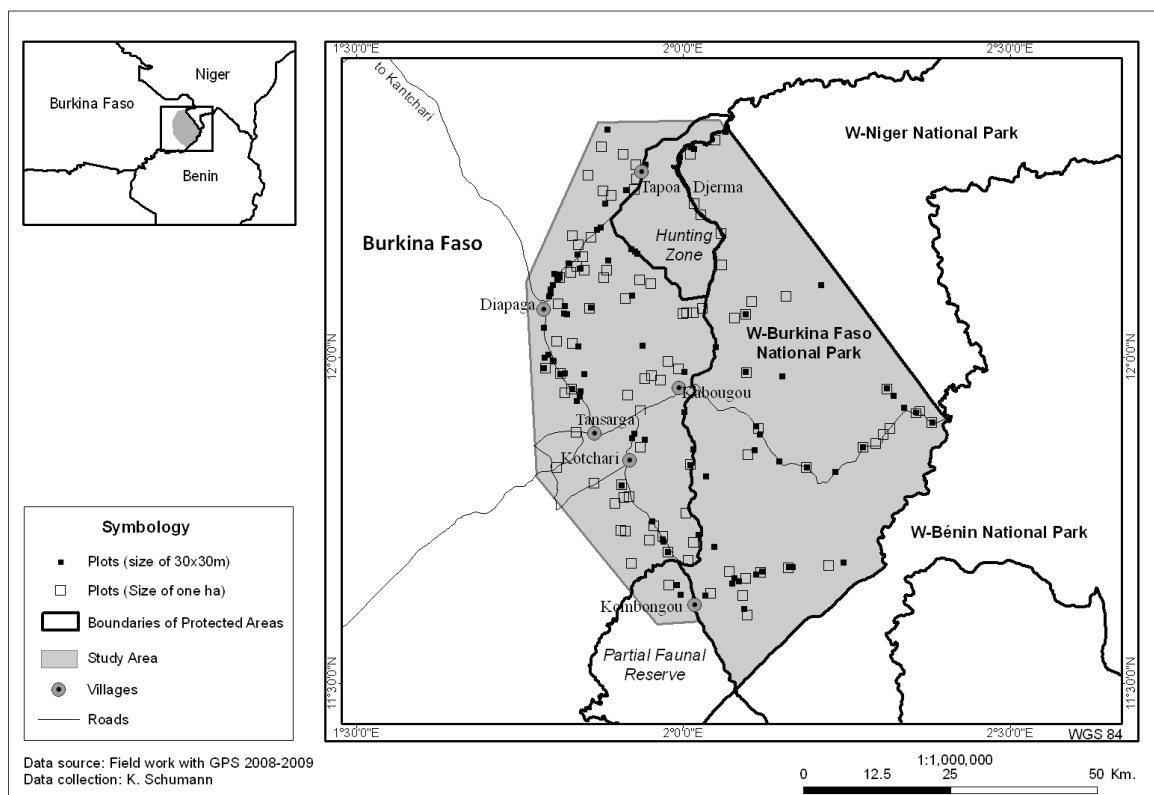 Niger
Burkina Faso
Benin
1°30'0"E
2°0'0"E
2°30'0"E
to Kantchari
W-Niger National Park
Tapoa Djerma
Hunting
Zone
Burkina Faso
Diapaga
W-Burkina Faso
National Park
12°0'0"N
12°0'0"N
Kabougou
Tansarga
Kotchari
W-Bénin National Park
Kombongou
Partial Faunal
Reserve
11°30'0"N
11°30'0"N
WGS 84
1°30'0"E
2°0'0"E
2°30'0"E
Symbology
Plots (size of 30x30m)
Plots (Size of one ha)
Boundaries of Protected Areas
Study Area
Villages
Roads
Data source: Field work with GPS 2008-2009
Data collection: K. Schumann
1:1,000,000
0 12.5 25 50 Km.